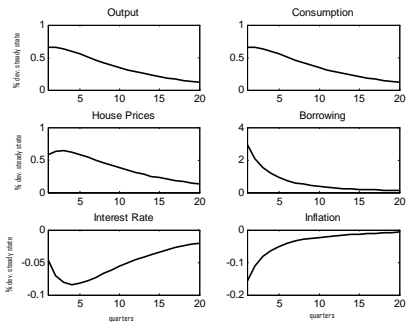 Output
Consumption
% dev. steady state
1
0.5
0
5 10 15 20
1
0.5
0
5 10 15 20
House Prices
Borrowing
% dev. steady state
1
0.5
0
5 10 15 20
4
2
0
5 10 15 20
Interest Rate
Inflation
% dev. steady state
0
-0.05
-0.1
5 10 15 20
quarters
0
-0.1
-0.2
5 10 15 20
quarters